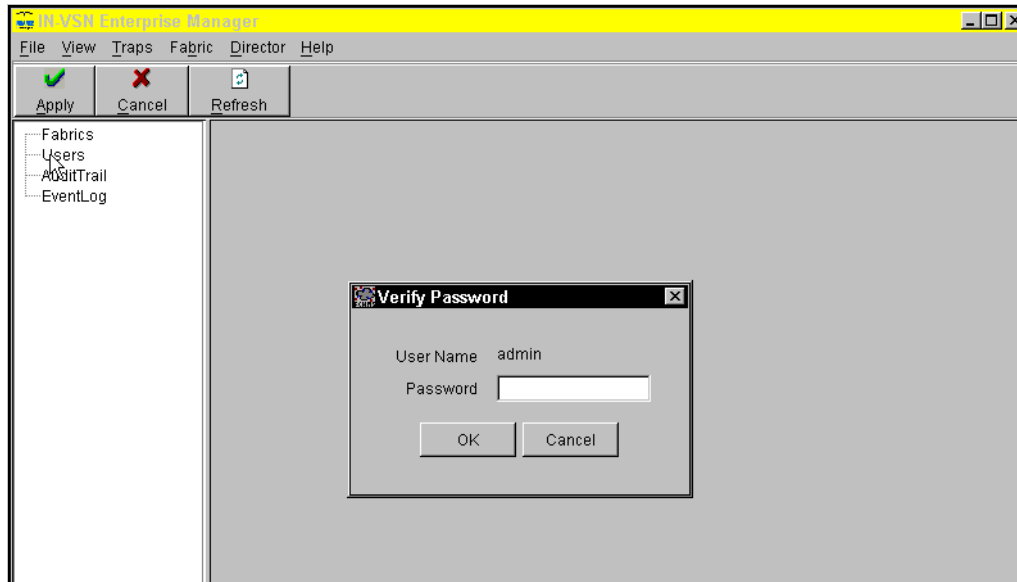 IN-VSN Enterprise Manager
File View Traps Fabric Director Help
Apply Cancel Refresh
Fabrics
Users
AuditTrail
EventLog
Verify Password
User Name admin
Password
OK Cancel